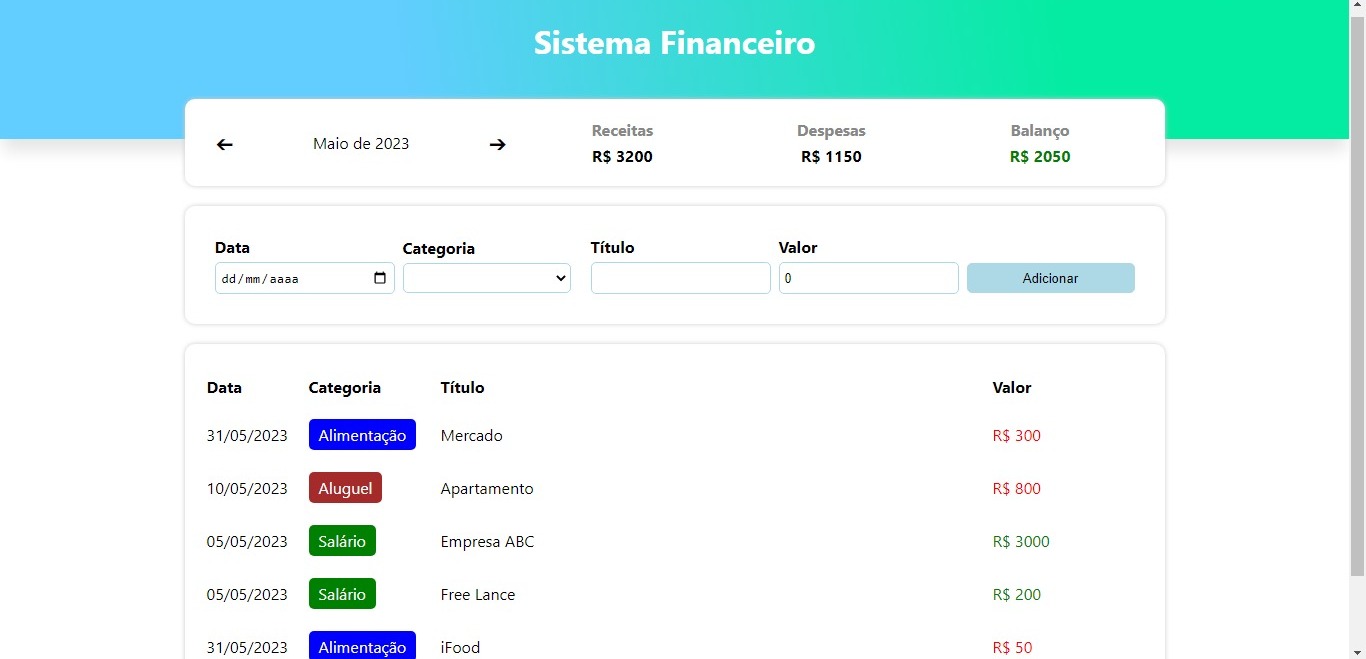 Sistema Financeiro
Maio de 2023
Receitas
R$ 3200
Despesas
R$ 1150
Balanço
R$ 2050
Data
dd/mm/aaaa
Categoria
Título
Valor
0
Adicionar
Data Categoria Título Valor
31/05/2023 Alimentação Mercado R$ 300
10/05/2023 Aluguel Apartamento R$ 800
05/05/2023 Salário Empresa ABC R$ 3000
05/05/2023 Salário Free Lance R$ 200
31/05/2023 Alimentação iFood R$ 50